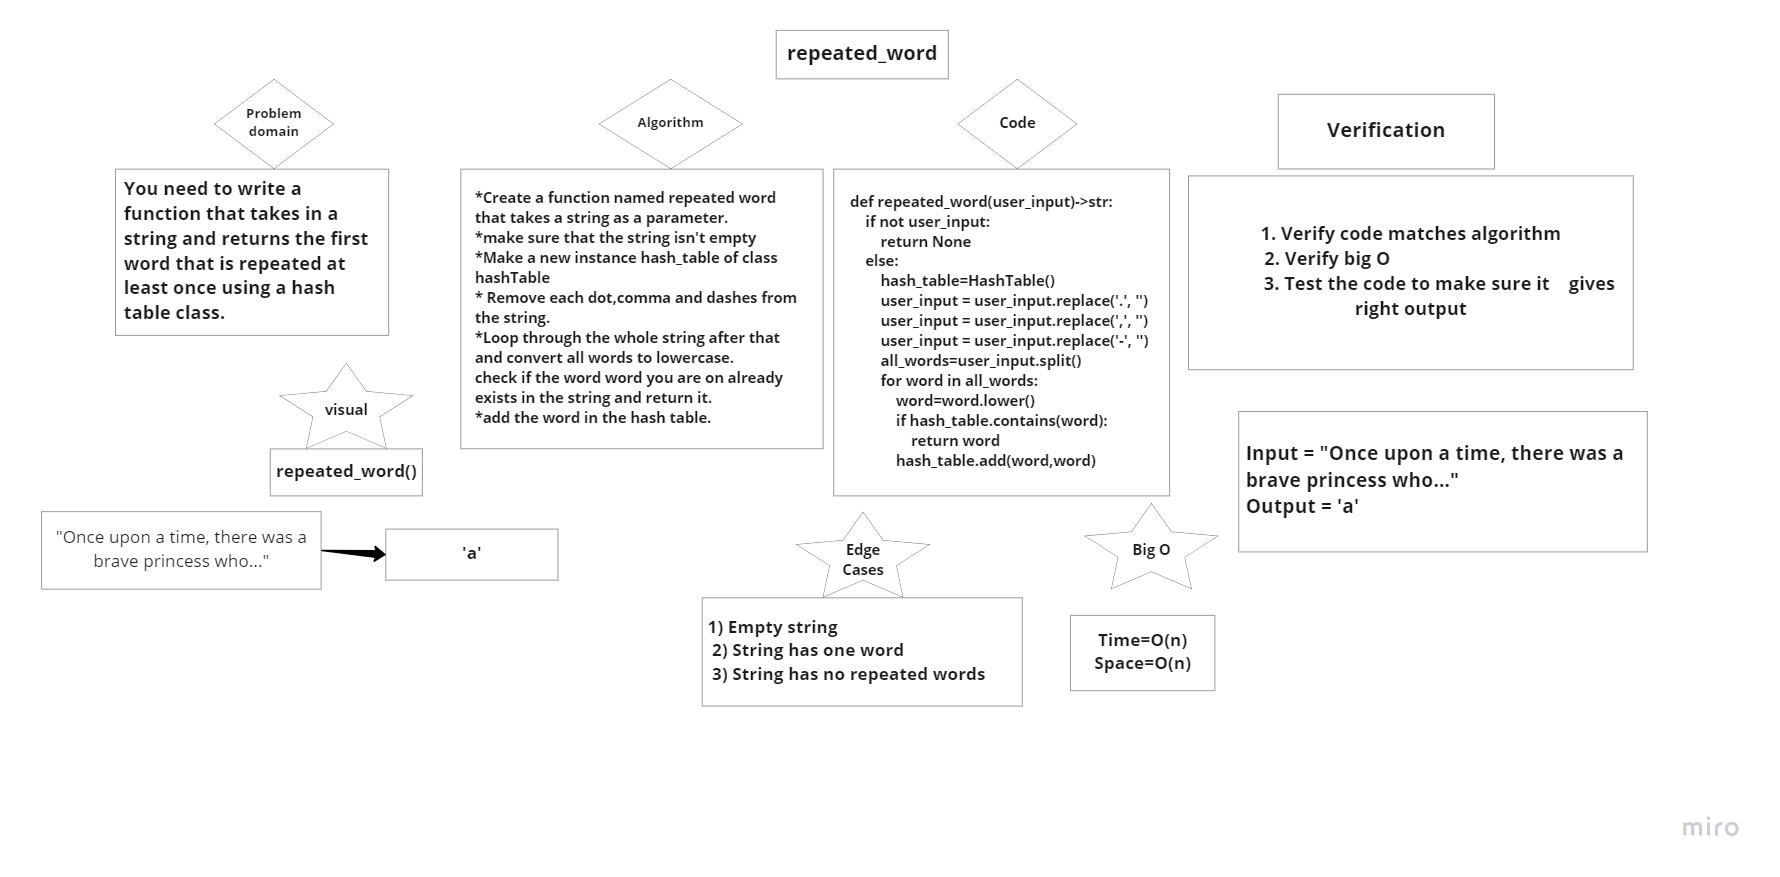 repeated_word
Problem
domain
You need to write a
function that takes in a
string and returns the first
word that is repeated at
least once using a hash
table class.
visual
repeated_word()
"Once upon a time, there was a
brave princess who..."
'a'
Algorithm
*Create a function named repeated word
that takes a string as a parameter.
*make sure that the string isn't empty
*Make a new instance hash_table of class
hashTable
* Remove each dot,comma and dashes from
the string.
*Loop through the whole string after that
and convert all words to lowercase.
check if the word word you are on already
exists in the string and return it.
*add the word in the hash table.
Code
def repeated_word(user_input)->str:
if not user_input:
return None
else:
hash_table=HashTable()
user_input = user_input.replace('.', '')
user_input = user_input.replace(',', '')
user_input = user_input.replace('-', '')
all_words=user_input.split()
for word in all_words:
word=word.lower()
if hash_table.contains(word):
return word
hash_table.add(word,word)
Edge
Cases
1) Empty string
2) String has one word
3) String has no repeated words
Big O
Time=O(n)
Space=O(n)
Verification
1. Verify code matches algorithm
2. Verify big O
3. Test the code to make sure it gives
right output
Input = "Once upon a time, there was a
brave princess who..."
Output = 'a'
miro